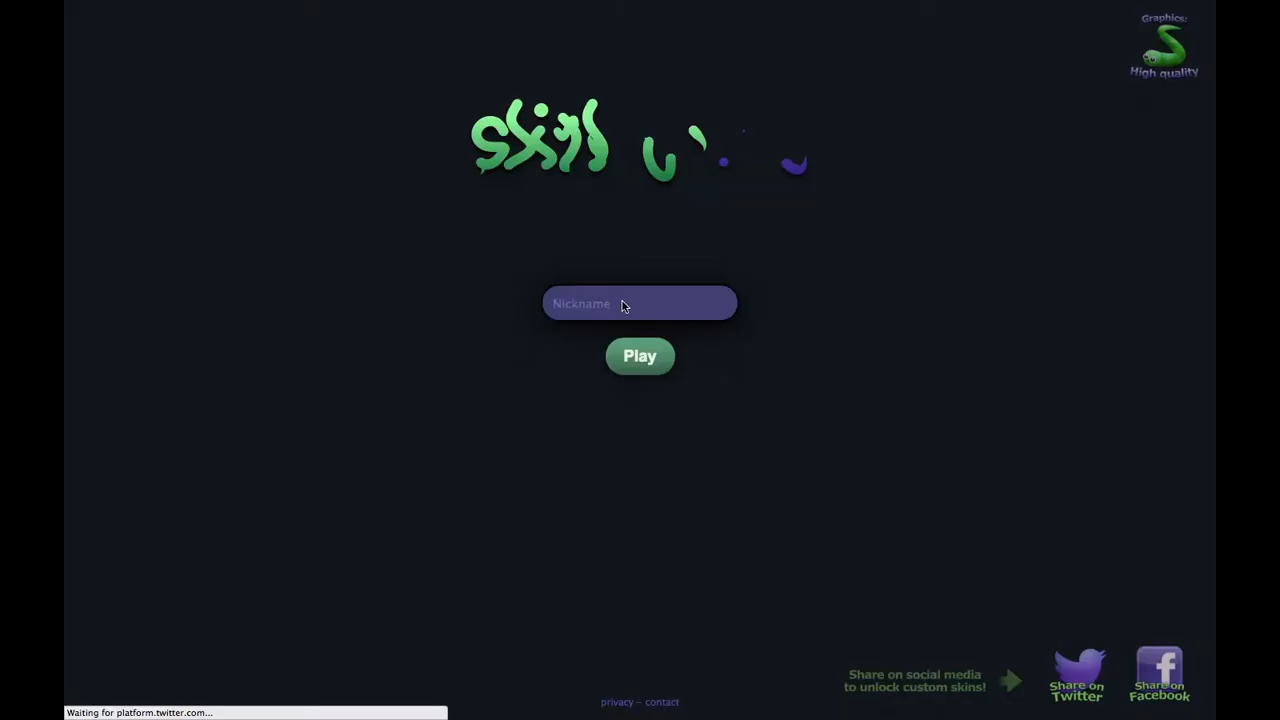 Graphics:
High quality
Nickname
Play
Share on social media
to unlock custom skins!
Share on
Twitter
Share on
Facebook
privacy - contact
Waiting for platform.twitter.com...